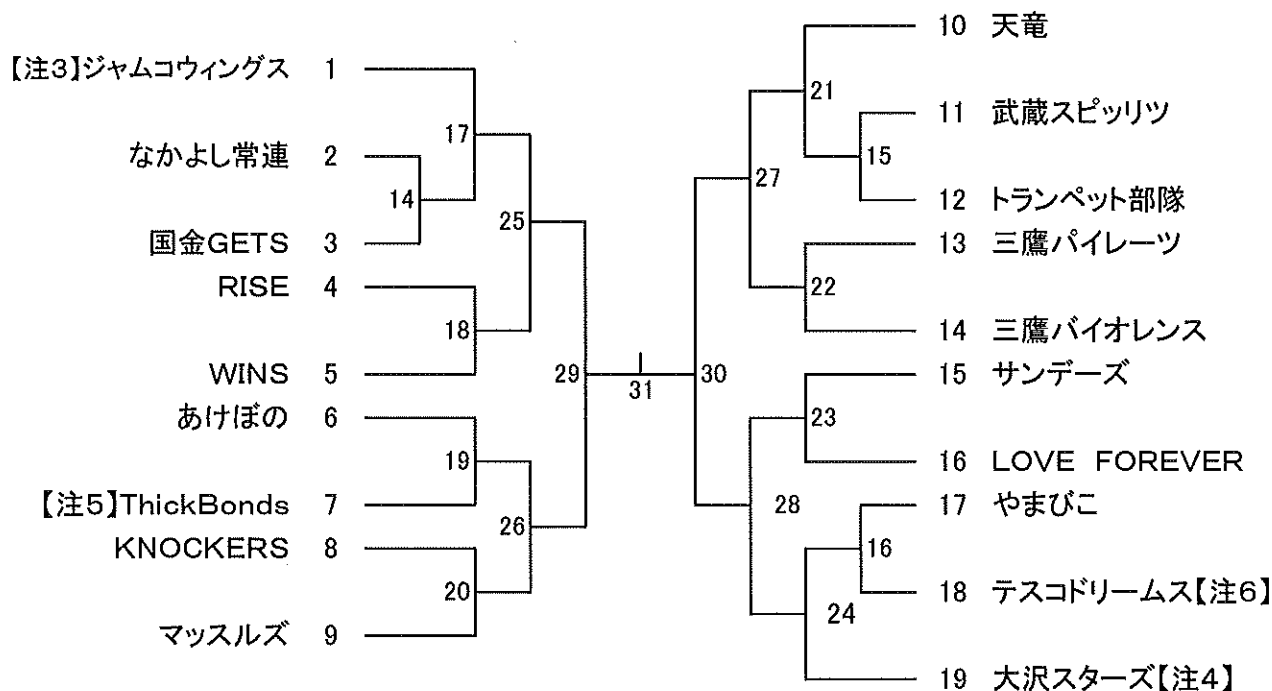 【注3】ジャムコウィングス 1
なかよし常連 2
国金GETS 3
RISE 4
WINS 5
あけぼの 6
【注5】ThickBonds 7
KNOCKERS 8
マッスルズ 9
14
17
18
19
20
25
26
29
31
30
27
28
21
22
23
24
15
16
10 天竜
11 武蔵スピッリツ
12 トランペット部隊
13 三鷹パイレーツ
14 三鷹バイオレンス
15 サンデーズ
16 LOVE FOREVER
17 やまびこ
18 テスコドリームス【注6】
19 大沢スターズ【注4】